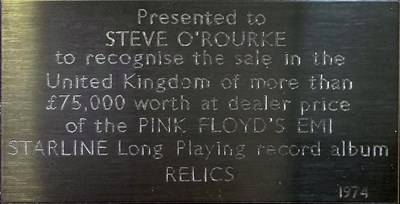 Presented to
STEVE O'ROURKE
to recognise the sale in the
United Kingdom of more than
£75,000 worth at dealer price
of the PINK FLOYD'S EMI
STARLINE Long Playing record album
RELICS
1974